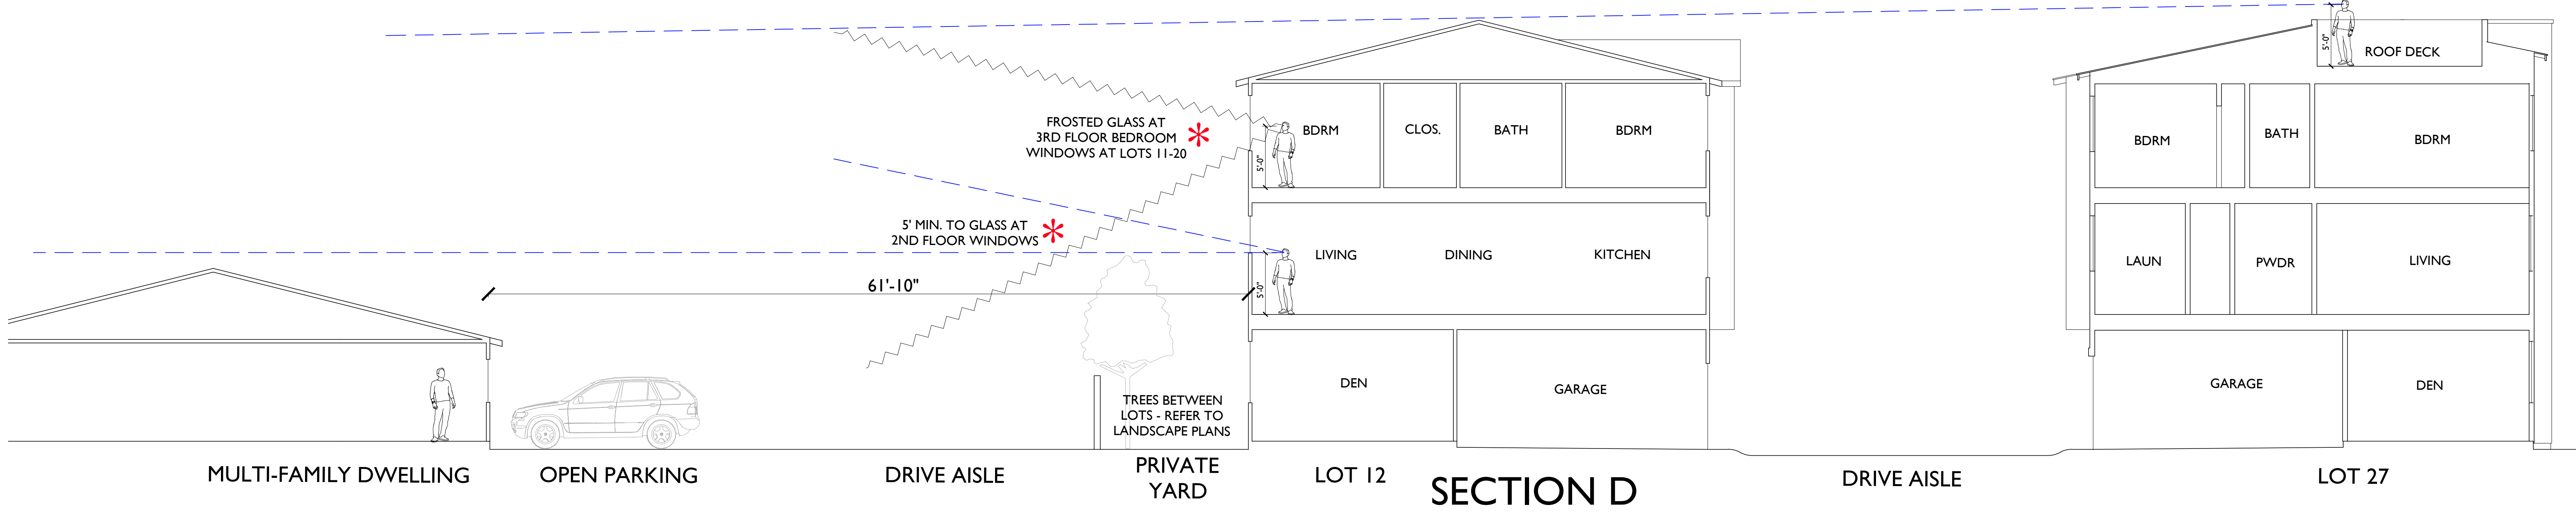 5'-0"
ROOF DECK
FROSTED GLASS AT
3RD FLOOR BEDROOM
WINDOWS AT LOTS 11-20
*
5'-0"
BDRM
CLOS.
BATH
BDRM
BDRM
BATH
BDRM
5' MIN. TO GLASS AT
2ND FLOOR WINDOWS
*
61'-10"
5'-0"
LIVING
DINING
KITCHEN
LAUN
PWDR
LIVING
TREES BETWEEN
LOTS - REFER TO
LANDSCAPE PLANS
DEN
GARAGE
GARAGE
DEN
MULTI-FAMILY DWELLING
OPEN PARKING
DRIVE AISLE
PRIVATE
YARD
LOT 12
SECTION D
DRIVE AISLE
LOT 27